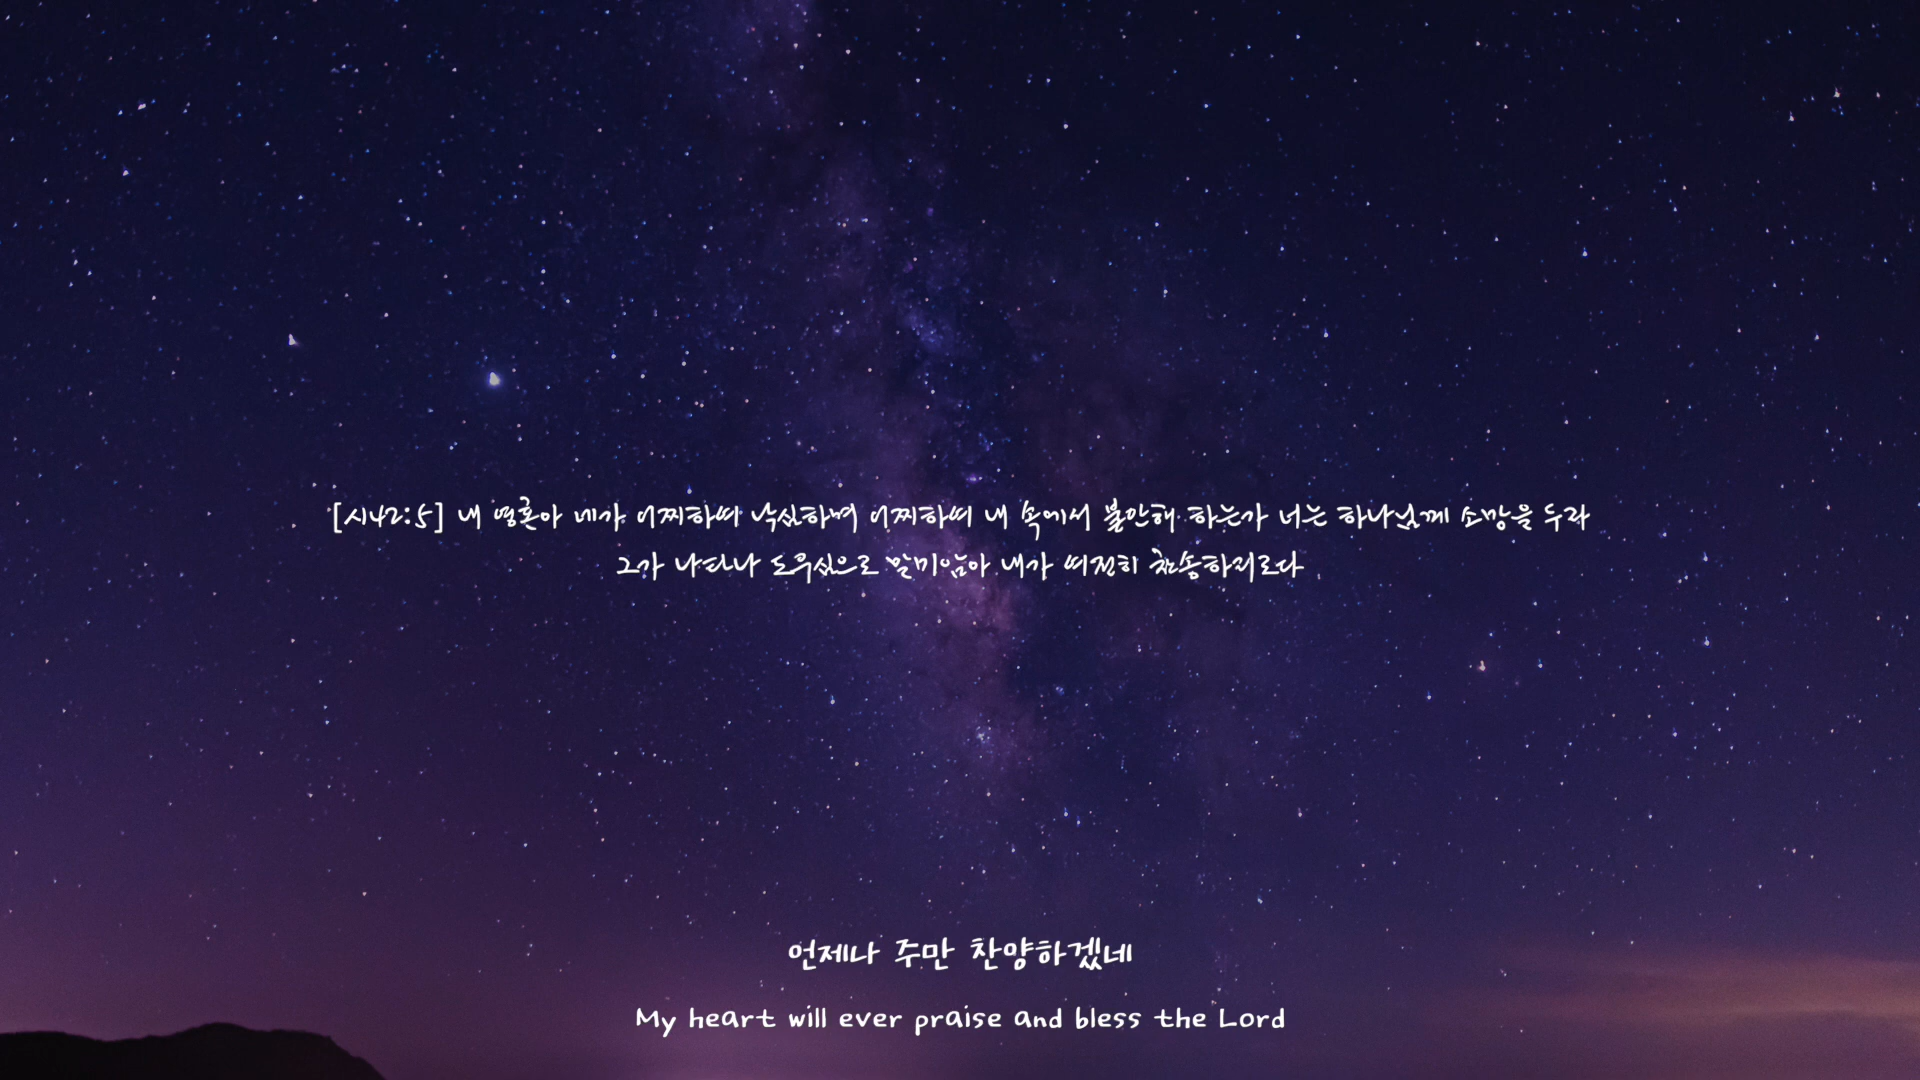 [시42:5] 내 영혼아 네가 어찌하여 낙심하며 어찌하여 내 속에서 불안해 하는가 너는 하나님께 소망을 두라
그가 나타나 도우심으로 말미암아 내가 여전히 찬송하리로다
언제나 주만 찬양하겠네
My heart will ever praise and bless the Lord